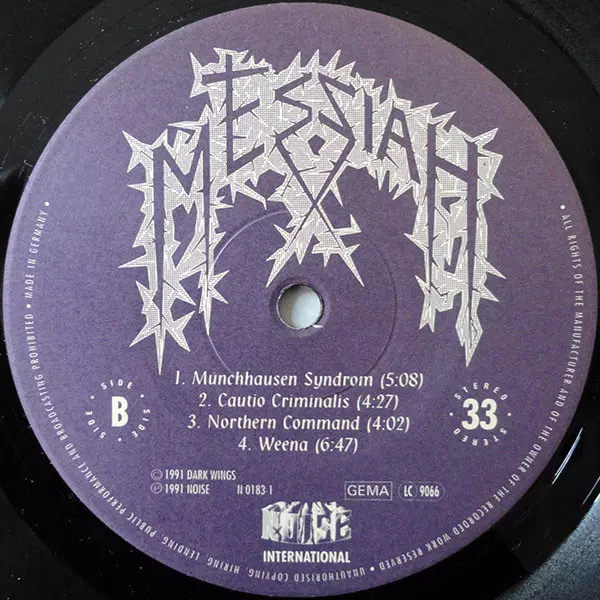 MESSIAH
1. Münchhausen Syndrom (5:08)
2. Cautio Criminalis (4:27)
3. Northern Command (4:02)
4. Weena (6:47)
SIDE · SIDE · SIDE
B
STEREO STEREO
33
© 1991 DARK WINGS
℗ 1991 NOISE N 0183-1
GEMA LC 9066
NOISE
INTERNATIONAL
• ALL RIGHTS OF THE MANUFACTURER AND OF THE OWNER OF THE RECORDED WORK RESERVED • UNAUTHORISED COPYING, HIRING, LENDING, PUBLIC PERFORMANCE AND BROADCASTING PROHIBITED • MADE IN GERMANY •